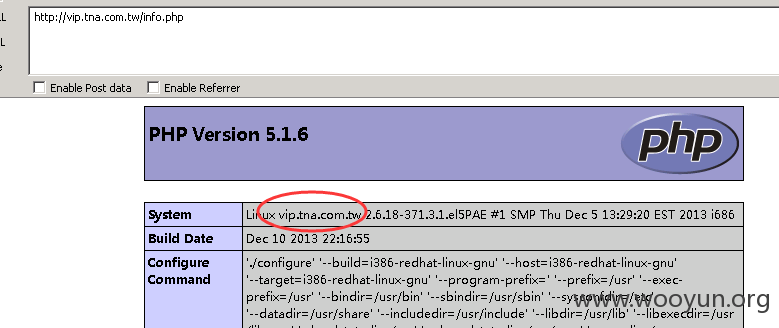 LL
http://vip.tna.com.tw/info.php
L
e
Enable Post data Enable Referrer
PHP Version 5.1.6
php
System Linux vip.tna.com.tw 2.6.18-371.3.1.el5PAE #1 SMP Thu Dec 5 13:29:20 EST 2013 i686
Build Date Dec 10 2013 22:16:55
Configure Command './configure' '--build=i386-redhat-linux-gnu' '--host=i386-redhat-linux-gnu'
'--target=i386-redhat-linux-gnu' '--program-prefix=' '--prefix=/usr' '--exec-
prefix=/usr' '--bindir=/usr/bin' '--sbindir=/usr/sbin' '--sysconfdir=/etc'
'--datadir=/usr/share' '--includedir=/usr/include' '--libdir=/usr/lib' '--libexecdir=/usr
www.wooyun.org